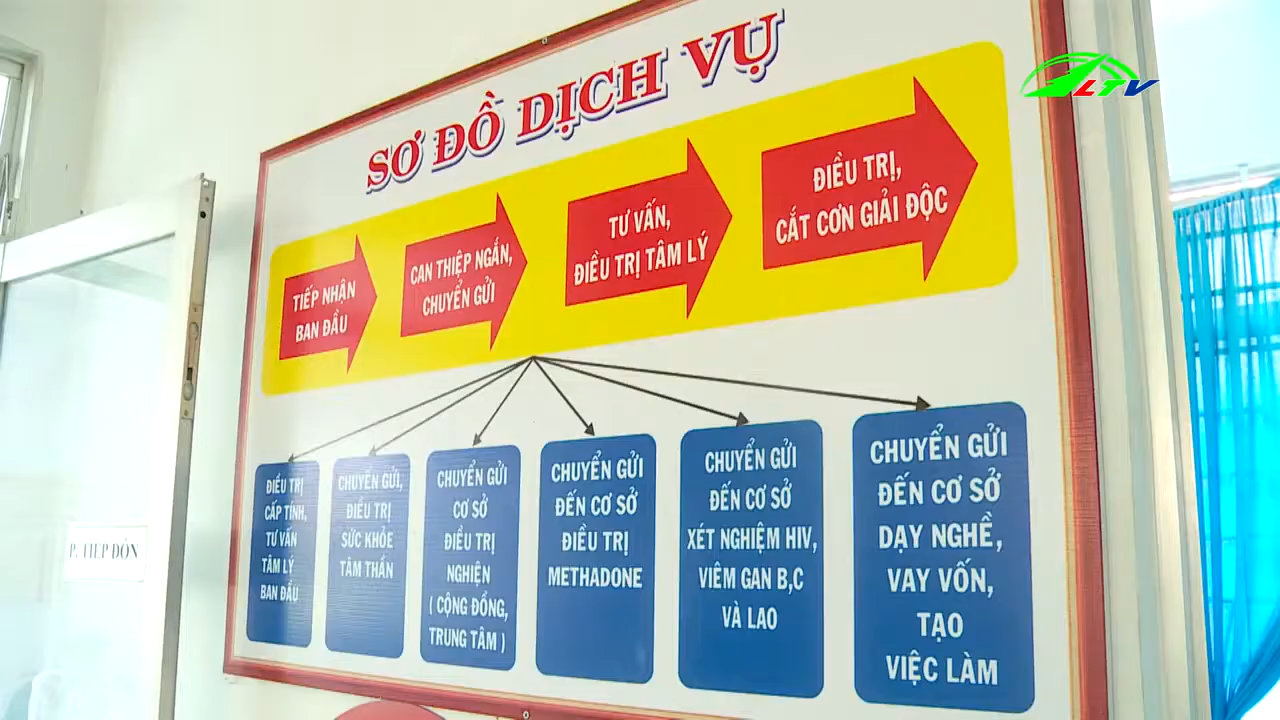 LTV
SƠ ĐỒ DỊCH VỤ
TIẾP NHẬN
BAN ĐẦU
CAN THIỆP NGẮN,
CHUYỂN GỬI
TƯ VẤN,
ĐIỀU TRỊ TÂM LÝ
ĐIỀU TRỊ,
CẮT CƠN GIẢI ĐỘC
ĐIỀU TRỊ
CẤP TÍNH,
TƯ VẤN
TÂM LÝ
BAN ĐẦU
CHUYỂN GỬI,
ĐIỀU TRỊ
SỨC KHỎE
TÂM THẦN
CHUYỂN GỬI
CƠ SỞ
ĐIỀU TRỊ
NGHIỆN
( CỘNG ĐỒNG,
TRUNG TÂM )
CHUYỂN GỬI
ĐẾN CƠ SỞ
ĐIỀU TRỊ
METHADONE
CHUYỂN GỬI
ĐẾN CƠ SỞ
XÉT NGHIỆM HIV,
VIÊM GAN B,C
VÀ LAO
CHUYỂN GỬI
ĐẾN CƠ SỞ
DẠY NGHỀ,
VAY VỐN,
TẠO
VIỆC LÀM
P. TIẾP ĐÓN